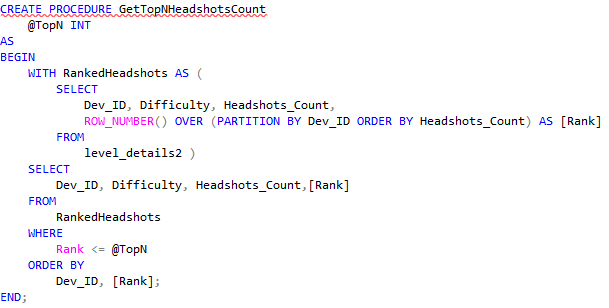 CREATE PROCEDURE GetTopNHeadshotsCount
    @TopN INT
AS
BEGIN
    WITH RankedHeadshots AS (
        SELECT
            Dev_ID, Difficulty, Headshots_Count,
            ROW_NUMBER() OVER (PARTITION BY Dev_ID ORDER BY Headshots_Count) AS [Rank]
        FROM
            level_details2 )
    SELECT
        Dev_ID, Difficulty, Headshots_Count,[Rank]
    FROM
        RankedHeadshots
    WHERE
        Rank <= @TopN
    ORDER BY
        Dev_ID, [Rank];
END;